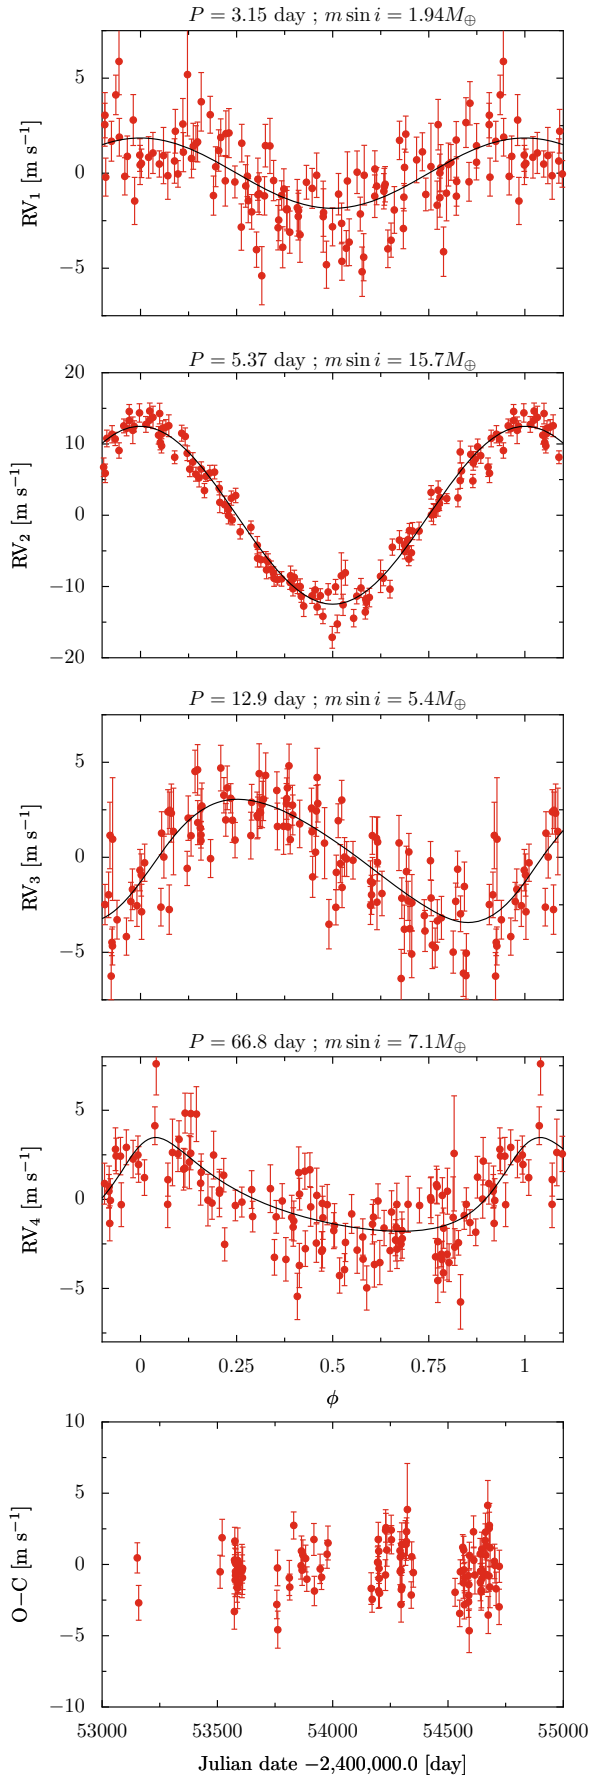 P = 3.15 day ; m sin i = 1.94M⊕
5
0
−5
RV₁ [m s⁻¹]
P = 5.37 day ; m sin i = 15.7M⊕
20
10
0
−10
−20
RV₂ [m s⁻¹]
P = 12.9 day ; m sin i = 5.4M⊕
5
0
−5
RV₃ [m s⁻¹]
P = 66.8 day ; m sin i = 7.1M⊕
5
0
−5
RV₄ [m s⁻¹]
0 0.25 0.5 0.75 1
ϕ
10
5
0
−5
−10
O−C [m s⁻¹]
53000 53500 54000 54500 55000
Julian date −2,400,000.0 [day]